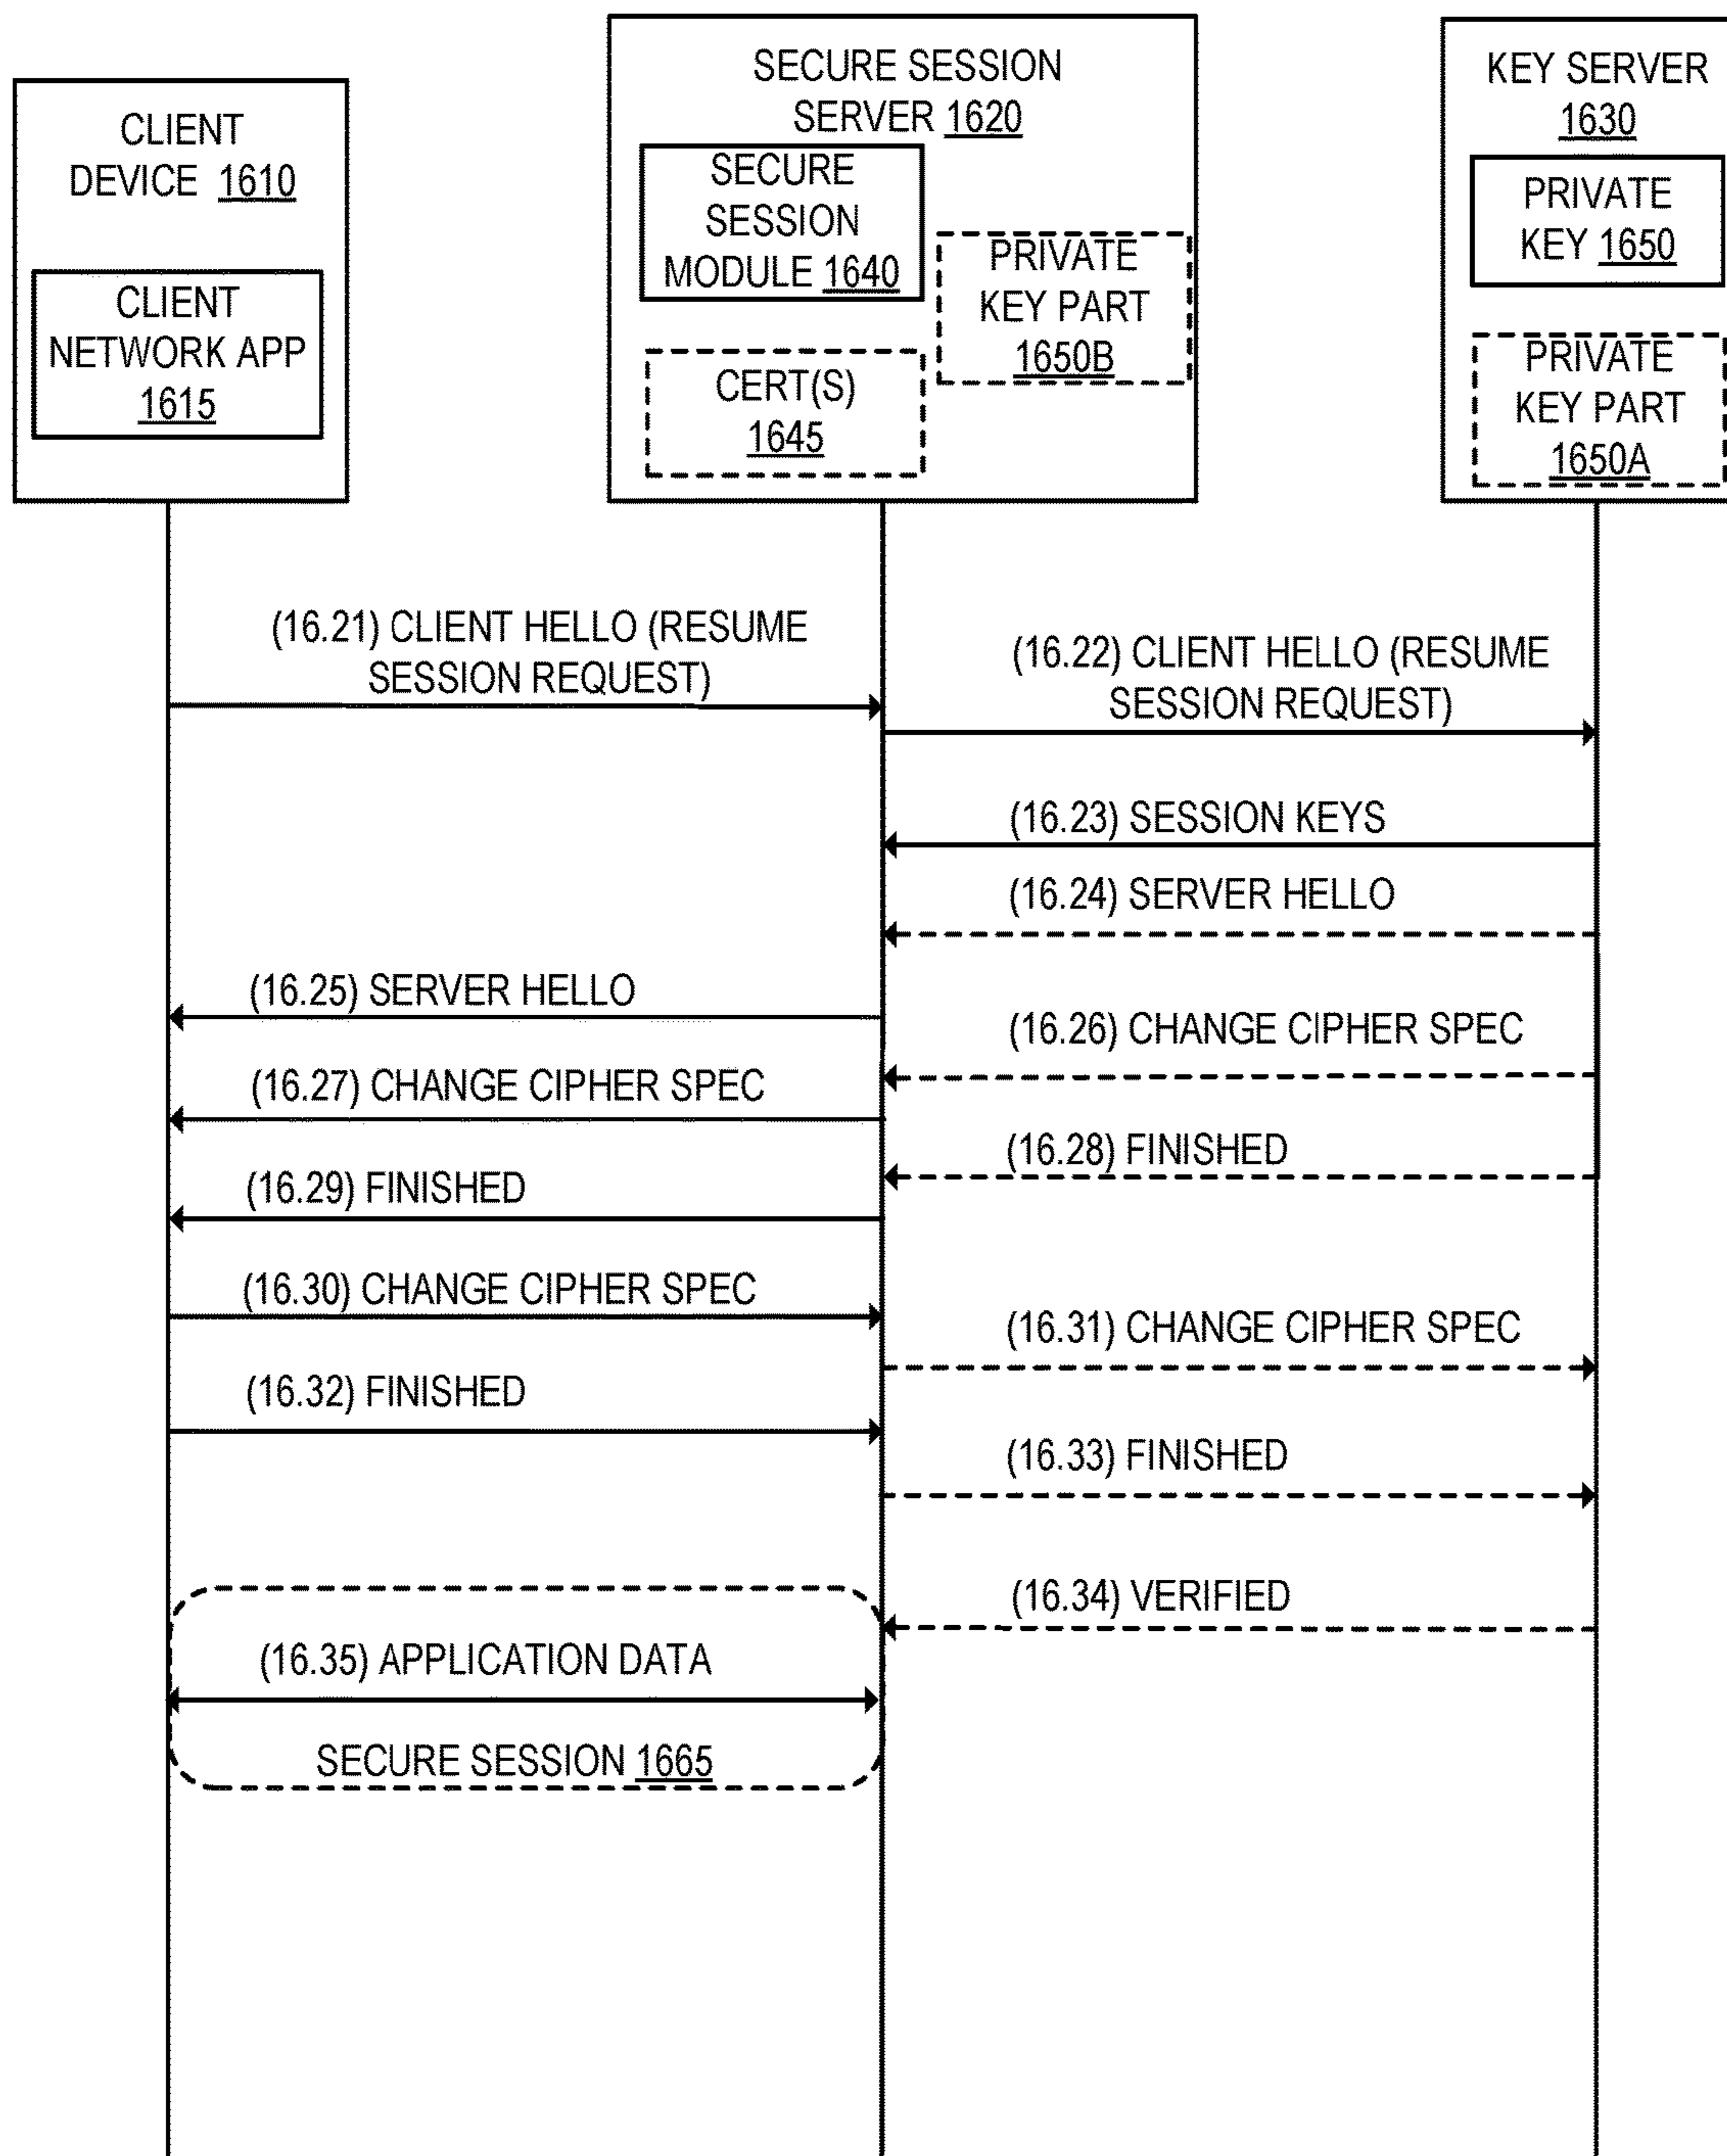 CLIENT
DEVICE 1610
CLIENT
NETWORK APP
1615
SECURE SESSION
SERVER 1620
SECURE
SESSION
MODULE 1640
PRIVATE
KEY PART
1650B
CERT(S)
1645
KEY SERVER
1630
PRIVATE
KEY 1650
PRIVATE
KEY PART
1650A
(16.21) CLIENT HELLO (RESUME
SESSION REQUEST)
(16.22) CLIENT HELLO (RESUME
SESSION REQUEST)
(16.23) SESSION KEYS
(16.24) SERVER HELLO
(16.25) SERVER HELLO
(16.26) CHANGE CIPHER SPEC
(16.27) CHANGE CIPHER SPEC
(16.28) FINISHED
(16.29) FINISHED
(16.30) CHANGE CIPHER SPEC
(16.31) CHANGE CIPHER SPEC
(16.32) FINISHED
(16.33) FINISHED
(16.34) VERIFIED
(16.35) APPLICATION DATA
SECURE SESSION 1665